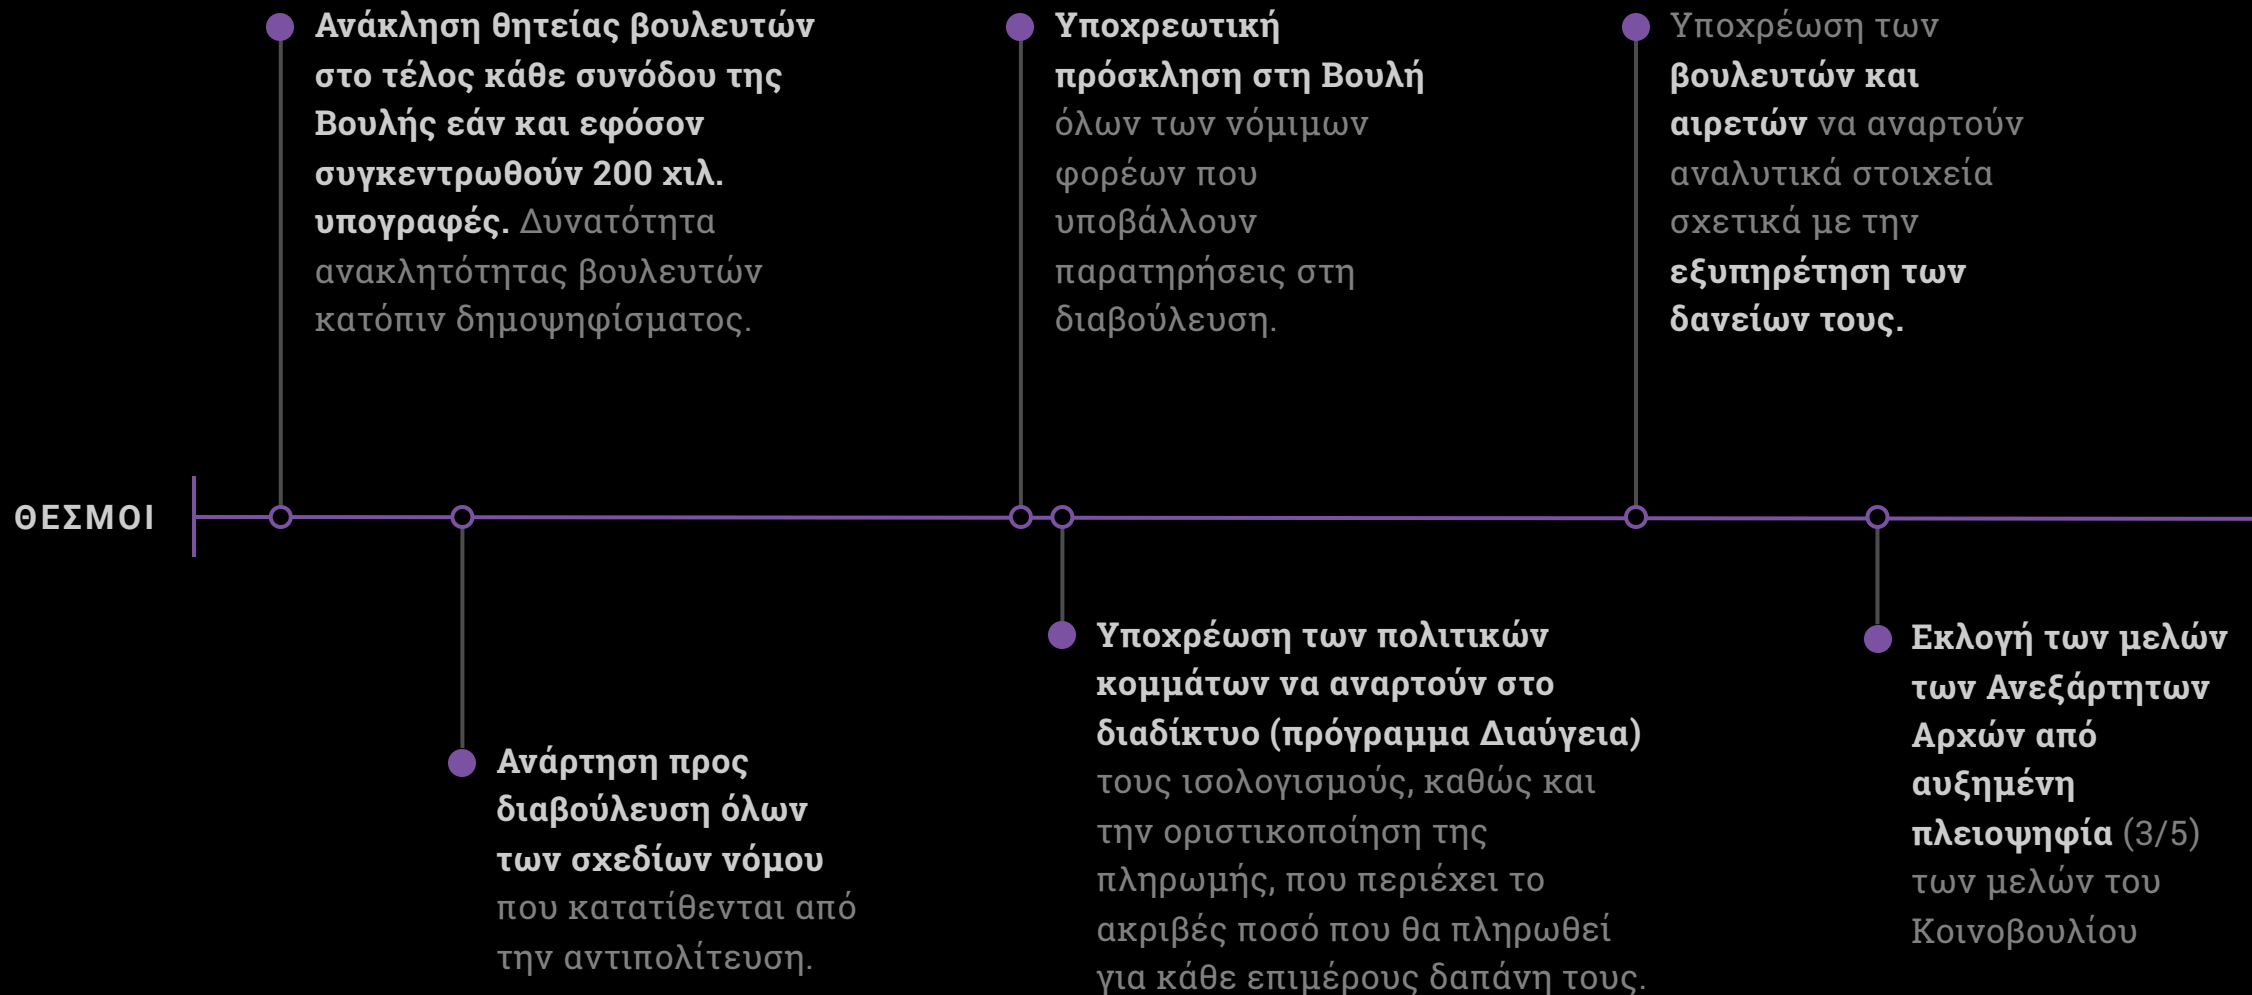 Ανάκληση θητείας βουλευτών
στο τέλος κάθε συνόδου της
Βουλής εάν και εφόσον
συγκεντρωθούν 200 χιλ.
υπογραφές. Δυνατότητα
ανακλητότητας βουλευτών
κατόπιν δημοψηφίσματος.
Υποχρεωτική
πρόσκληση στη Βουλή
όλων των νόμιμων
φορέων που
υποβάλλουν
παρατηρήσεις στη
διαβούλευση.
Υποχρέωση των
βουλευτών και
αιρετών να αναρτούν
αναλυτικά στοιχεία
σχετικά με την
εξυπηρέτηση των
δανείων τους.
ΘΕΣΜΟΙ
Ανάρτηση προς
διαβούλευση όλων
των σχεδίων νόμου
που κατατίθενται από
την αντιπολίτευση.
Υποχρέωση των πολιτικών
κομμάτων να αναρτούν στο
διαδίκτυο (πρόγραμμα Διαύγεια)
τους ισολογισμούς, καθώς και
την οριστικοποίηση της
πληρωμής, που περιέχει το
ακριβές ποσό που θα πληρωθεί
για κάθε επιμέρους δαπάνη τους.
Εκλογή των μελών
των Ανεξάρτητων
Αρχών από
αυξημένη
πλειοψηφία (3/5)
των μελών του
Κοινοβουλίου